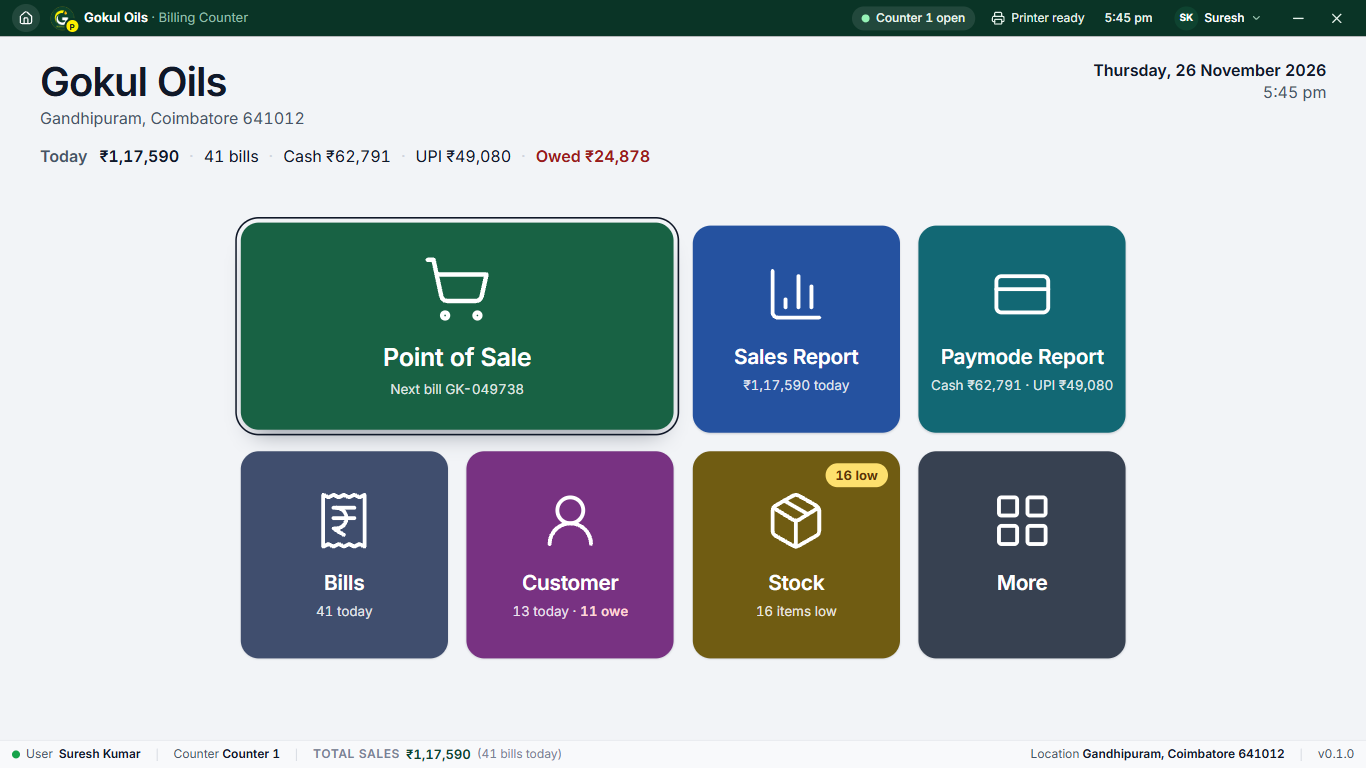 Gokul Oils · Billing Counter
P
Counter 1 open
Printer ready
5:45 pm
SK Suresh
Gokul Oils
Gandhipuram, Coimbatore 641012
Thursday, 26 November 2026
5:45 pm
Today ₹1,17,590 · 41 bills · Cash ₹62,791 · UPI ₹49,080 · Owed ₹24,878
Point of Sale
Next bill GK-049738
Sales Report
₹1,17,590 today
Paymode Report
Cash ₹62,791 · UPI ₹49,080
₹
Bills
41 today
Customer
13 today · 11 owe
16 low
Stock
16 items low
More
User Suresh Kumar
Counter Counter 1
TOTAL SALES ₹1,17,590 (41 bills today)
Location Gandhipuram, Coimbatore 641012
v0.1.0